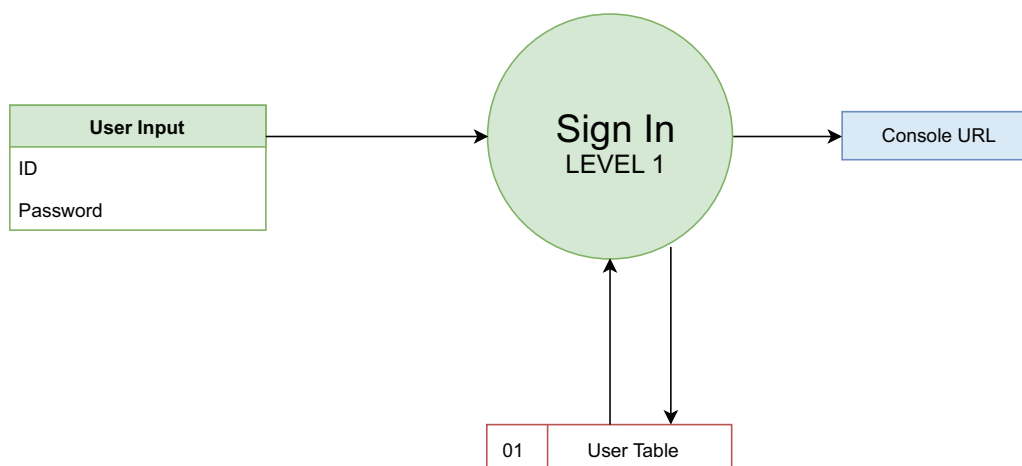 User Input
ID
Password
Sign In
LEVEL 1
Console URL
01
User Table